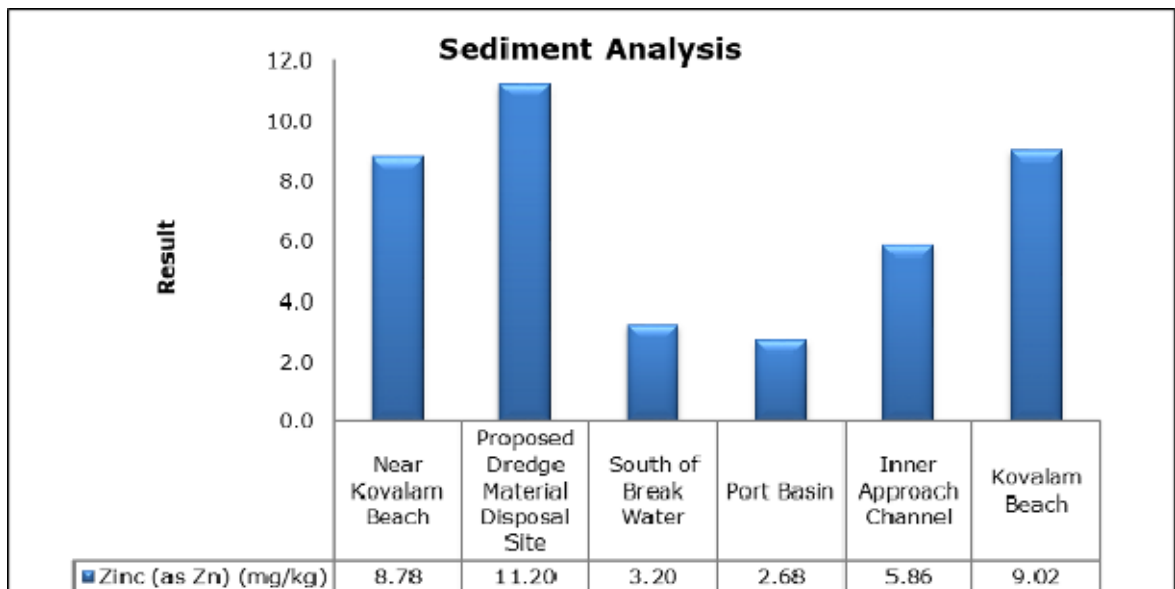 Sediment Analysis
12.0
10.0
8.0
6.0
4.0
2.0
0.0
Result
Near Kovalam Beach
Proposed Dredge Material Disposal Site
South of Break Water
Port Basin
Inner Approach Channel
Kovalam Beach
Zinc (as Zn) (mg/kg) 8.78 11.20 3.20 2.68 5.86 9.02